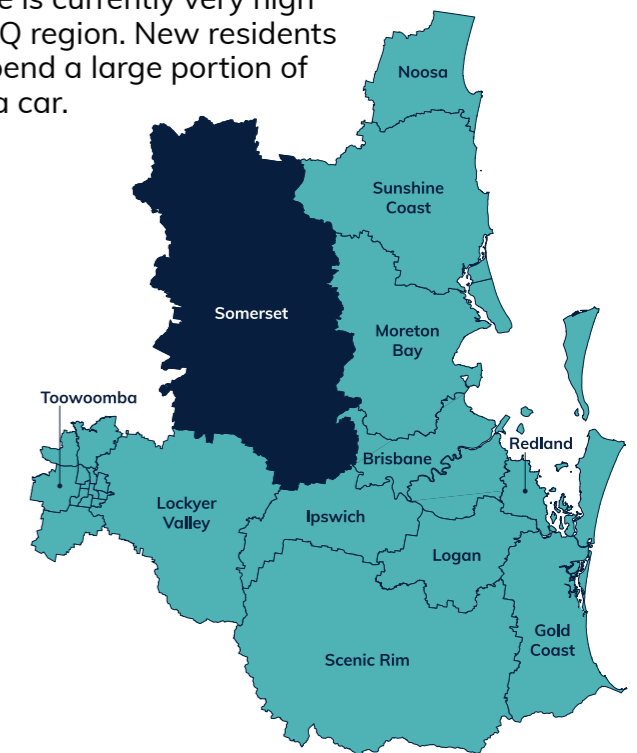 e is currently very high
Q region. New residents
pend a large portion of
a car.
Noosa
Sunshine
Coast
Somerset
Moreton
Bay
Toowoomba
Redland
Brisbane
Lockyer
Valley
Ipswich
Logan
Gold
Coast
Scenic Rim